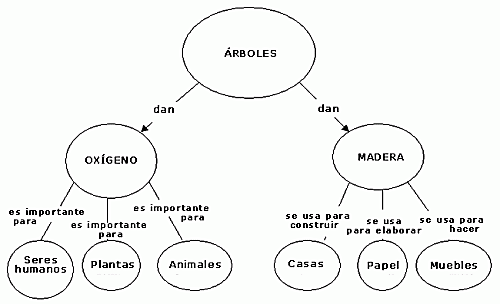 ÁRBOLES
dan
dan
OXÍGENO
MADERA
es importante
para
es importante
para
es importante
para
se usa para
construir
se usa
para elaborar
se usa para
hacer
Seres
humanos
Plantas
Animales
Casas
Papel
Muebles